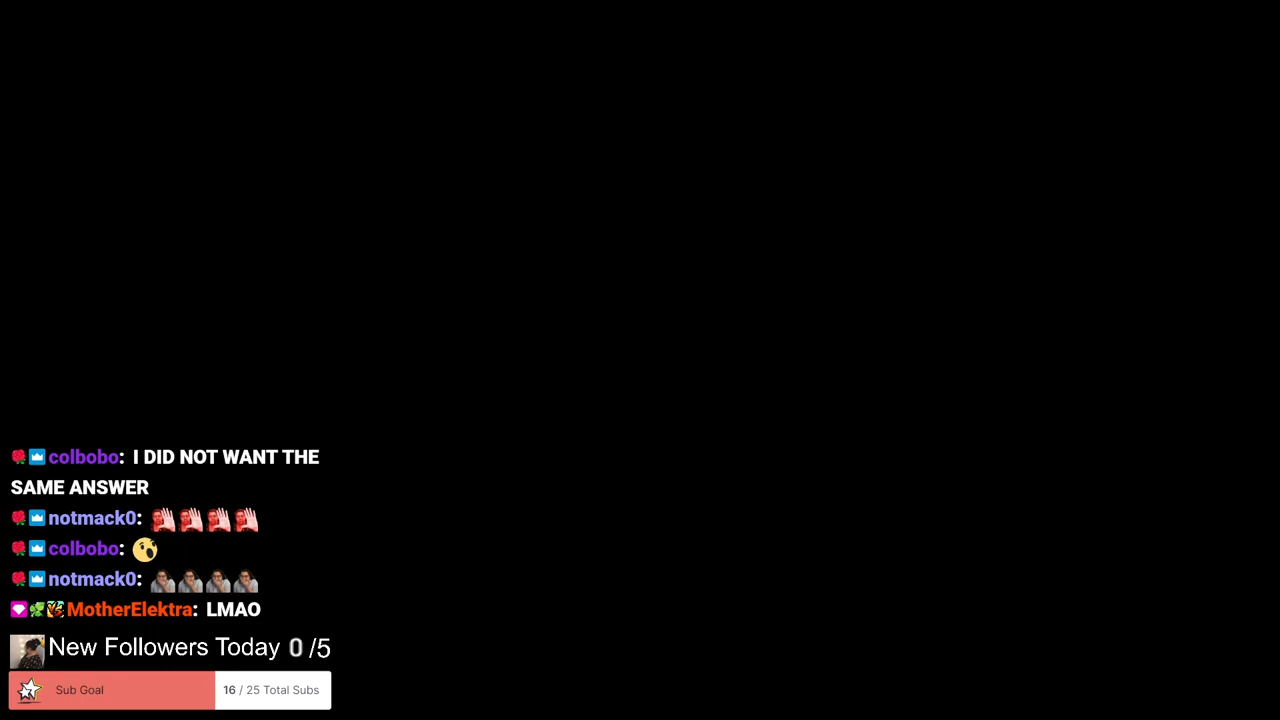 colbobo: I DID NOT WANT THE
SAME ANSWER
notmack0:
colbobo:
notmack0:
MotherElektra: LMAO
New Followers Today 0 /5
Sub Goal 16 / 25 Total Subs